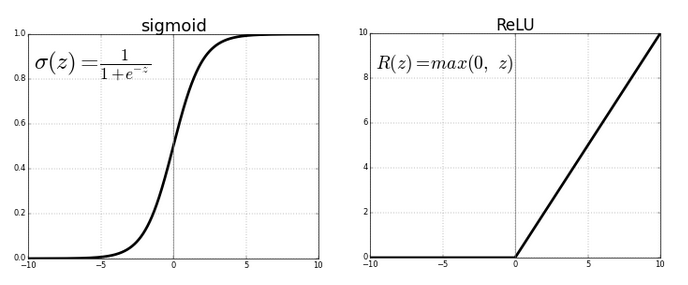 sigmoid
σ(z) = 1/(1+e^{-z})
1.0
0.8
0.6
0.4
0.2
0.0
−10 −5 0 5 10
ReLU
R(z) = max(0, z)
10
8
6
4
2
0
−10 −5 0 5 10